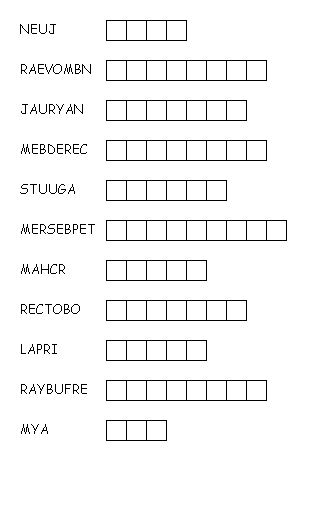 NEUJ
RAEVOMBN
JAURYAN
MEBDEREC
STUUGA
MERSEBPET
MAHCR
RECTOBO
LAPRI
RAYBUFRE
MYA